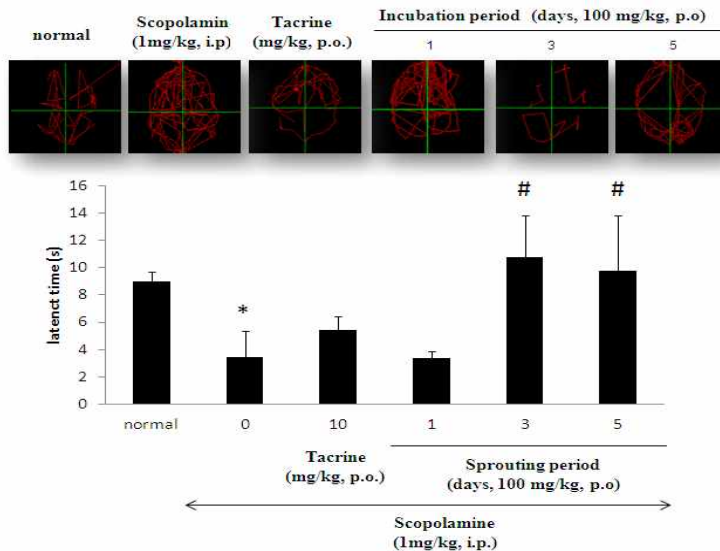 normal
Scopolamin
(1mg/kg, i.p)
Tacrine
(mg/kg, p.o.)
Incubation period (days, 100 mg/kg, p.o)
1 3 5
latenct time (s)
16
14
12
10
8
6
4
2
0
*
#
#
normal 0 10 1 3 5
Tacrine
(mg/kg, p.o.)
Sprouting period
(days, 100 mg/kg, p.o)
Scopolamine
(1mg/kg, i.p.)